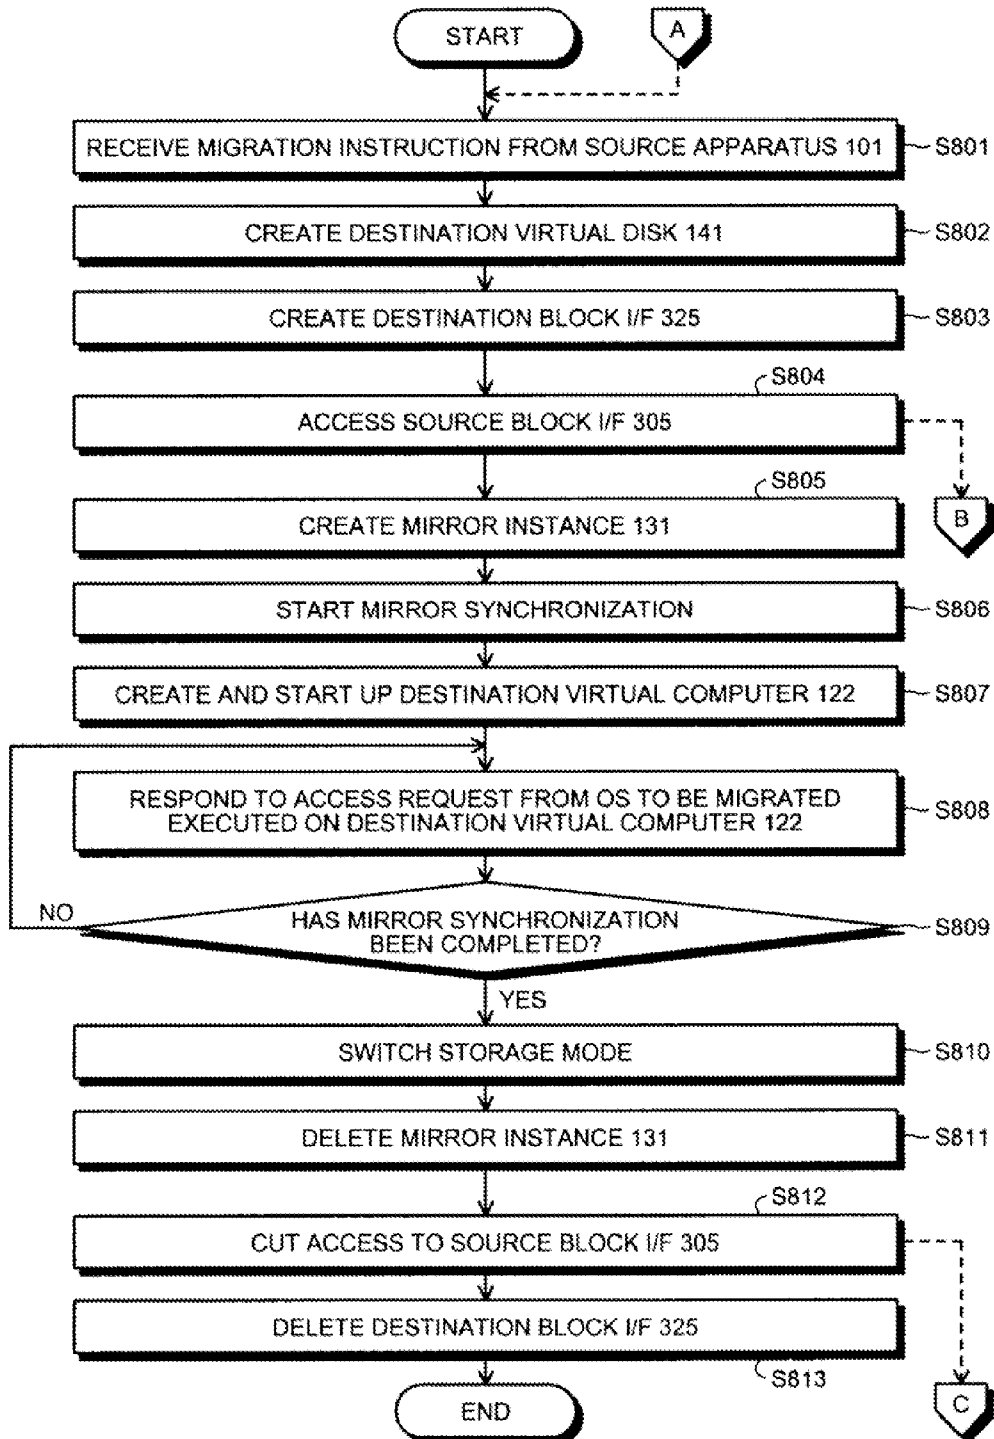 START
A
RECEIVE MIGRATION INSTRUCTION FROM SOURCE APPARATUS 101
S801
CREATE DESTINATION VIRTUAL DISK 141
S802
CREATE DESTINATION BLOCK I/F 325
S803
S804
ACCESS SOURCE BLOCK I/F 305
S805
CREATE MIRROR INSTANCE 131
B
START MIRROR SYNCHRONIZATION
S806
CREATE AND START UP DESTINATION VIRTUAL COMPUTER 122
S807
RESPOND TO ACCESS REQUEST FROM OS TO BE MIGRATED
EXECUTED ON DESTINATION VIRTUAL COMPUTER 122
S808
NO
HAS MIRROR SYNCHRONIZATION
BEEN COMPLETED?
S809
YES
SWITCH STORAGE MODE
S810
DELETE MIRROR INSTANCE 131
S811
S812
CUT ACCESS TO SOURCE BLOCK I/F 305
DELETE DESTINATION BLOCK I/F 325
S813
END
C